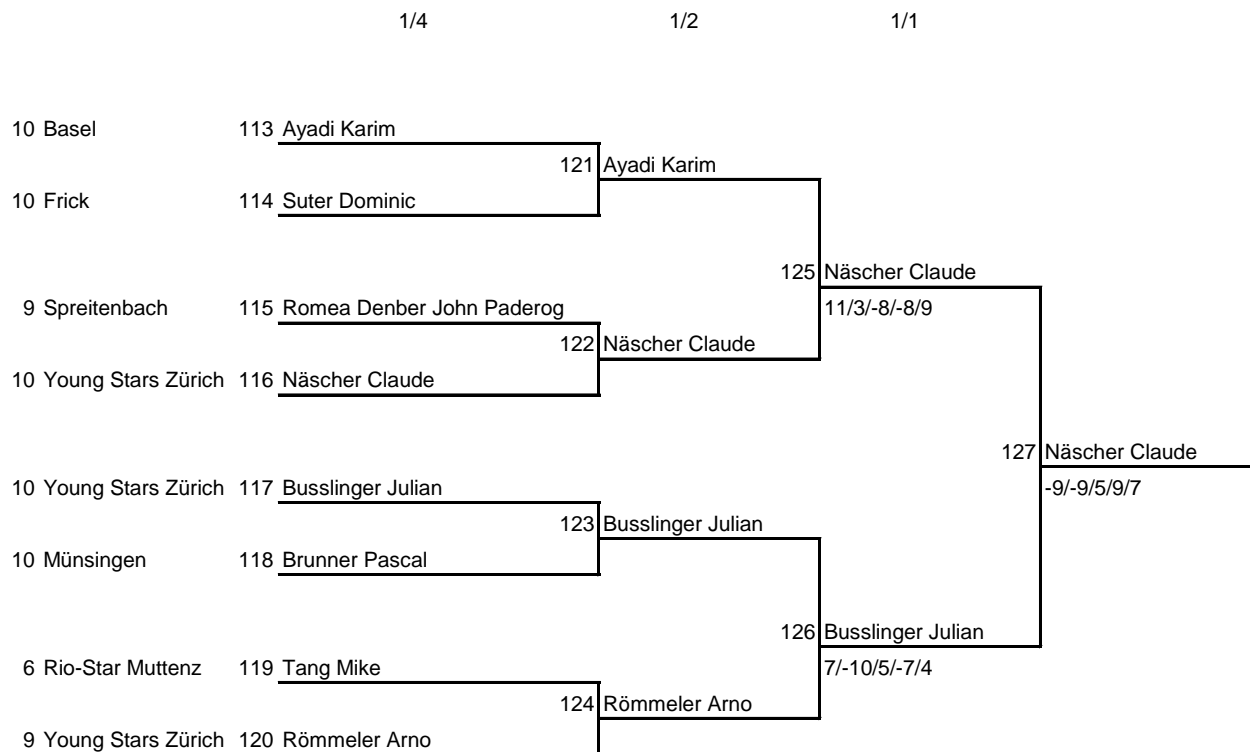 1/4 1/2 1/1
10 Basel 113 Ayadi Karim
121 Ayadi Karim
10 Frick 114 Suter Dominic
125 Näscher Claude
9 Spreitenbach 115 Romea Denber John Paderog 11/3/-8/-8/9
122 Näscher Claude
10 Young Stars Zürich 116 Näscher Claude
127 Näscher Claude
10 Young Stars Zürich 117 Busslinger Julian -9/-9/5/9/7
123 Busslinger Julian
10 Münsingen 118 Brunner Pascal
126 Busslinger Julian
6 Rio-Star Muttenz 119 Tang Mike 7/-10/5/-7/4
124 Römmeler Arno
9 Young Stars Zürich 120 Römmeler Arno